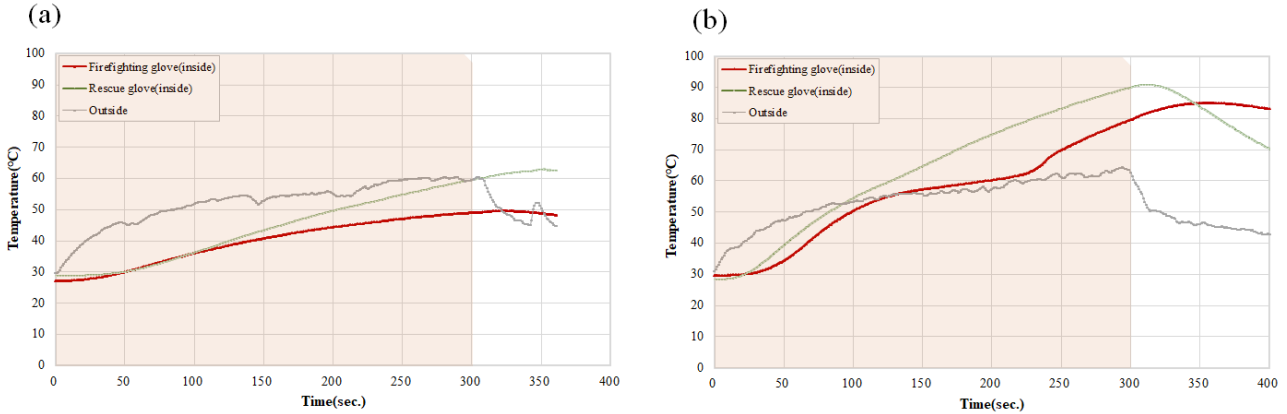 (a)
100
90
80
70
60
50
40
30
20
10
0
Temperature(°C)
Firefighting glove(inside)
Rescue glove(inside)
Outside
0 50 100 150 200 250 300 350 400
Time(sec.)
(b)
100
90
80
70
60
50
40
30
20
10
0
Temperature(°C)
Firefighting glove(inside)
Rescue glove(inside)
Outside
0 50 100 150 200 250 300 350 400
Time(sec.)